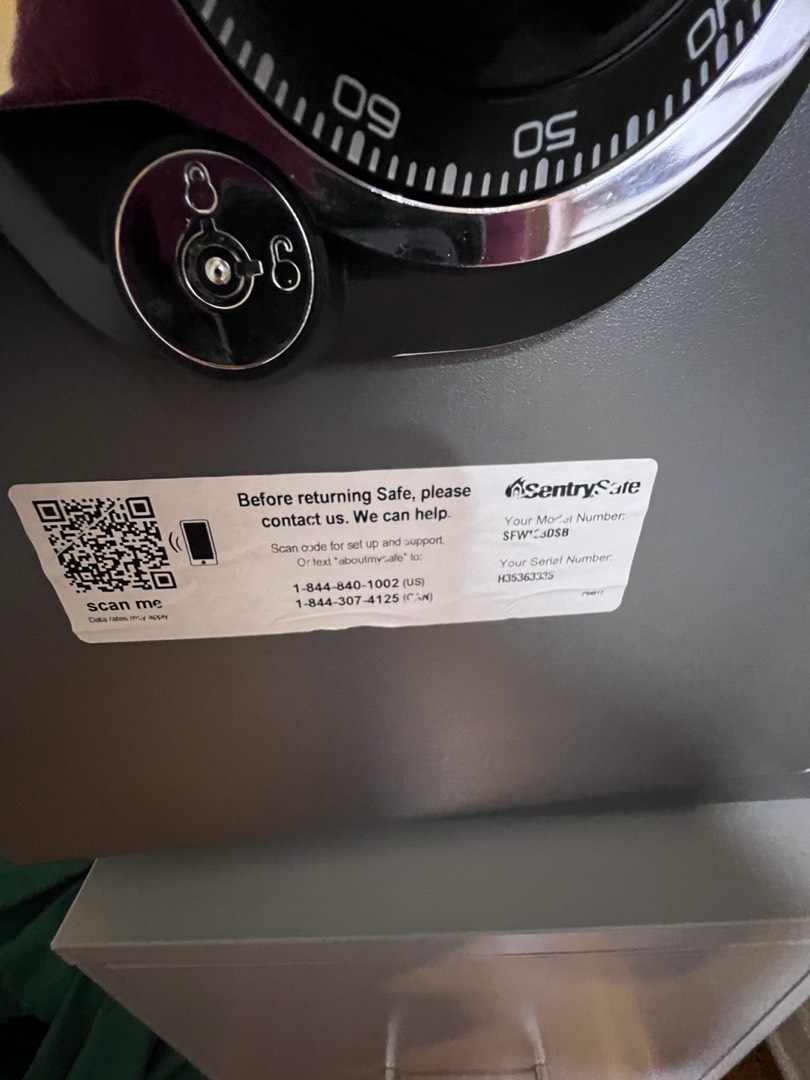 60
50
40
Before returning Safe, please
contact us. We can help.
Scan code for set up and support.
Or text "aboutmysafe" to:
1-844-840-1002 (US)
1-844-307-4125 (CAN)
scan me
Data rates may apply
SentrySafe
Your Model Number:
Your Serial Number: